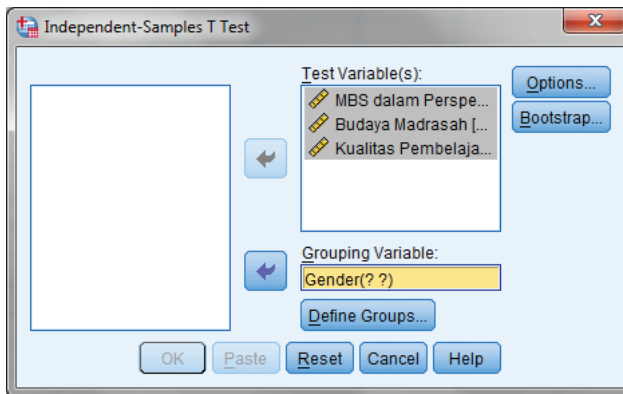 Independent-Samples T Test
Test Variable(s):
MBS dalam Perspe...
Budaya Madrasah [...
Kualitas Pembelaja...
Options...
Bootstrap...
Grouping Variable:
Gender(? ?)
Define Groups...
OK Paste Reset Cancel Help